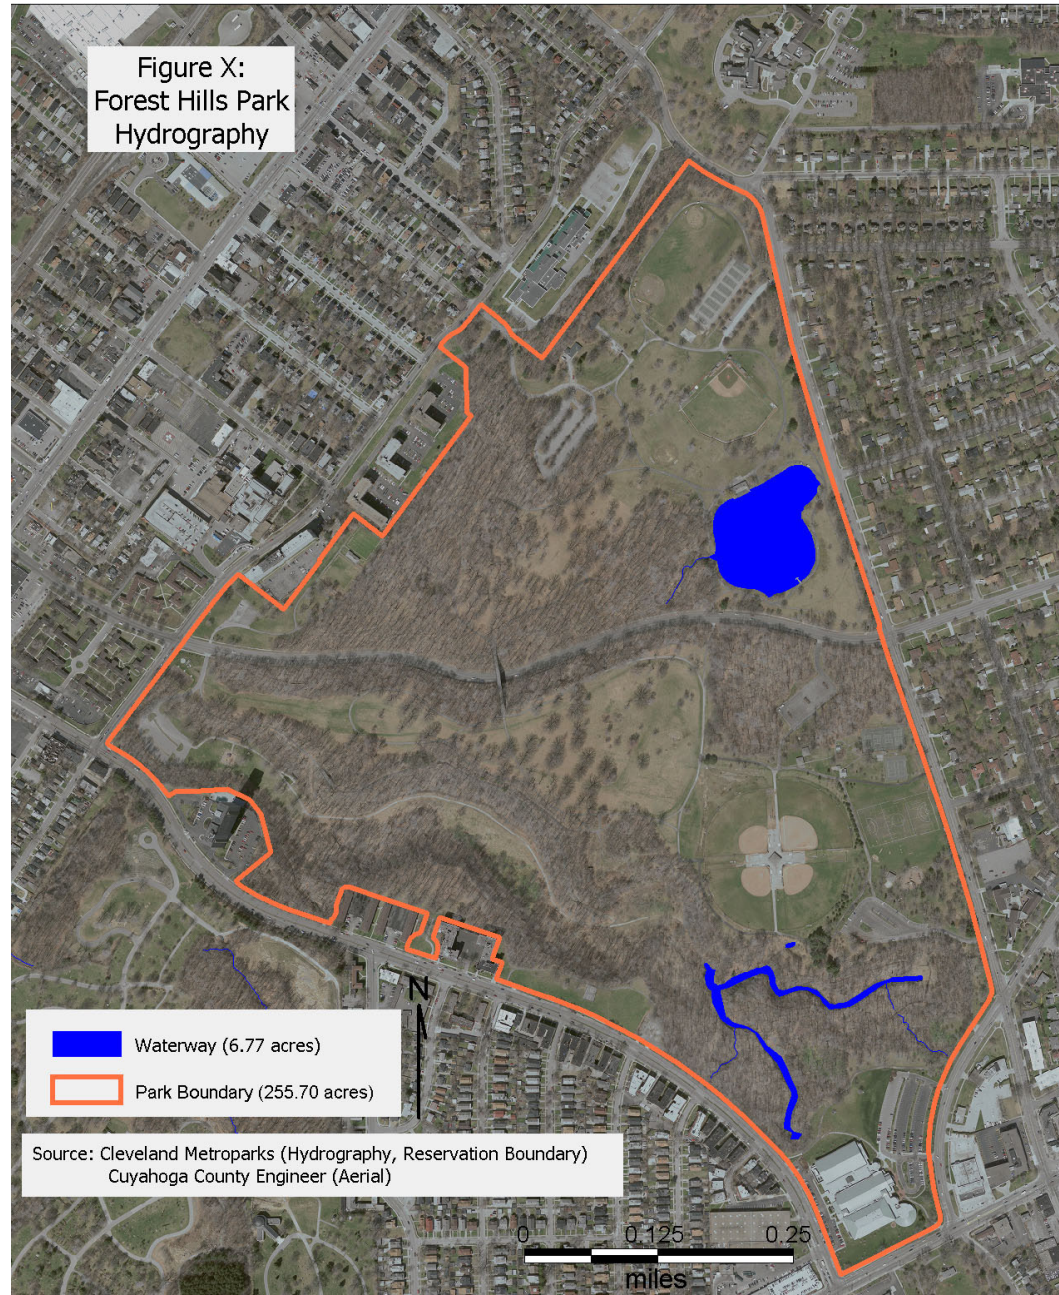 Figure X:
Forest Hills Park
Hydrography
N
Waterway (6.77 acres)
Park Boundary (255.70 acres)
Source: Cleveland Metroparks (Hydrography, Reservation Boundary)
Cuyahoga County Engineer (Aerial)
0 0.125 0.25
miles